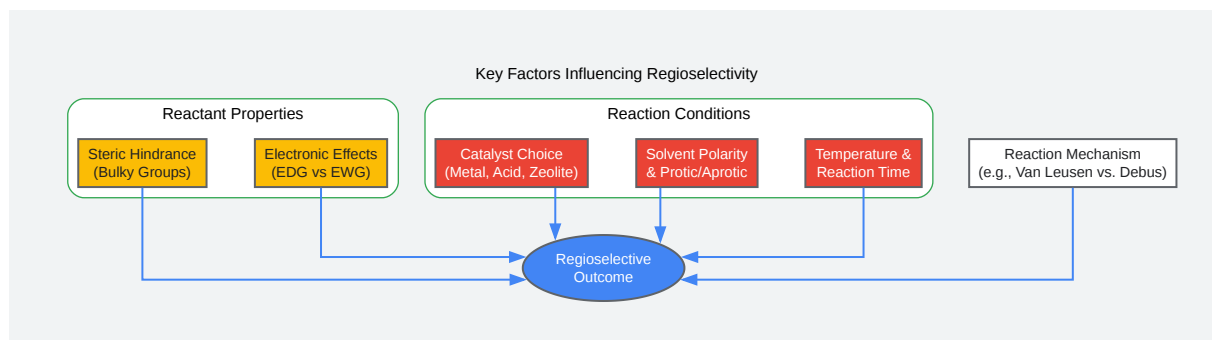 Key Factors Influencing Regioselectivity
Reactant Properties
Steric Hindrance
(Bulky Groups)
Electronic Effects
(EDG vs EWG)
Reaction Conditions
Catalyst Choice
(Metal, Acid, Zeolite)
Solvent Polarity
& Protic/Aprotic
Temperature &
Reaction Time
Reaction Mechanism
(e.g., Van Leusen vs. Debus)
Regioselective
Outcome